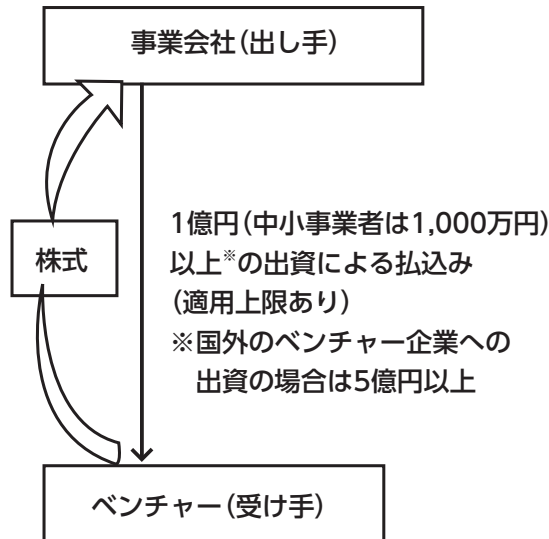 事業会社(出し手)
株式
1億円(中小事業者は1,000万円)
以上※の出資による払込み
(適用上限あり)
※国外のベンチャー企業への
出資の場合は5億円以上
ベンチャー(受け手)